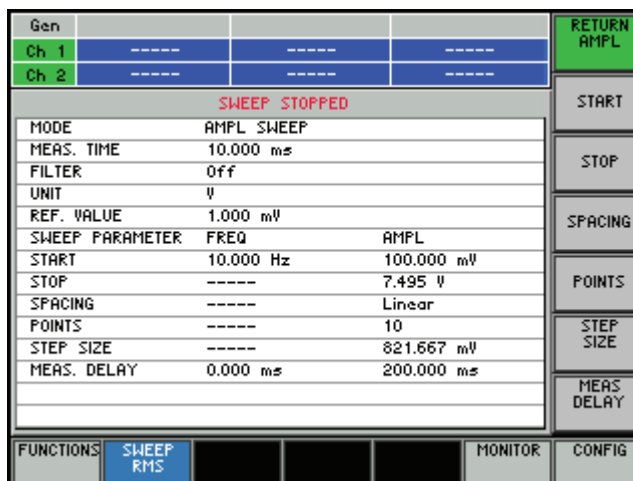 Gen
Ch 1 ----- ----- -----
Ch 2 ----- ----- -----
SWEEP STOPPED
MODE AMPL SWEEP
MEAS. TIME 10.000 ms
FILTER Off
UNIT V
REF. VALUE 1.000 mV
SWEEP PARAMETER FREQ AMPL
START 10.000 Hz 100.000 mV
STOP ----- 7.495 V
SPACING ----- Linear
POINTS ----- 10
STEP SIZE ----- 821.667 mV
MEAS. DELAY 0.000 ms 200.000 ms
RETURN
AMPL
START
STOP
SPACING
POINTS
STEP
SIZE
MEAS
DELAY
FUNCTIONS
SWEEP
RMS
MONITOR
CONFIG